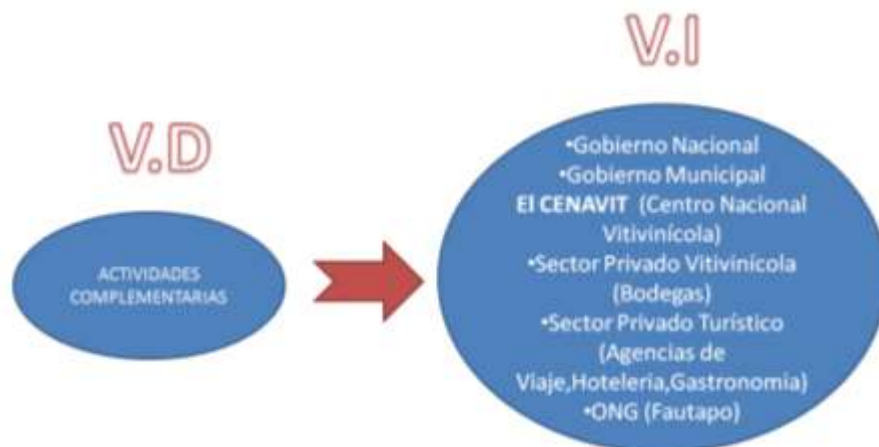 V.D
ACTIVIDADES
COMPLEMENTARIAS
V.I
•Gobierno Nacional
•Gobierno Municipal
El CENAVIT (Centro Nacional
Vitivinícola)
•Sector Privado Vitivinícola
(Bodegas)
•Sector Privado Turístico
(Agencias de
Viaje,Hotelería,Gastronomia)
•ONG (Fautapo)